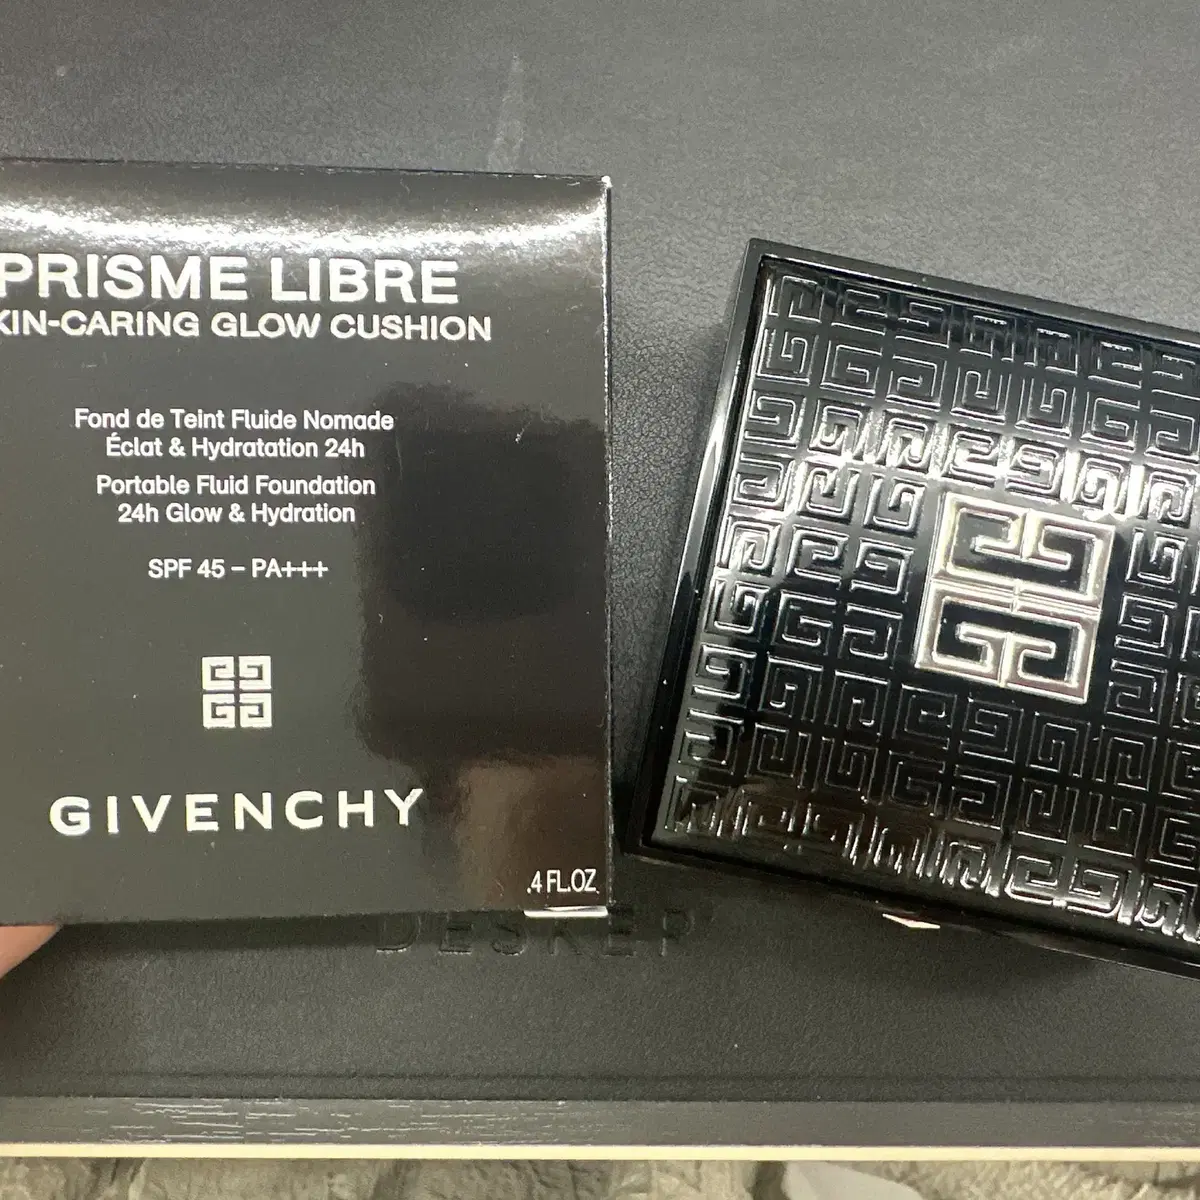 PRISME LIBRE
KIN-CARING GLOW CUSHION
Fond de Teint Fluide Nomade
Éclat & Hydratation 24h
Portable Fluid Foundation
24h Glow & Hydration
SPF 45 – PA+++
GIVENCHY
.4 FL.OZ.
DESKER